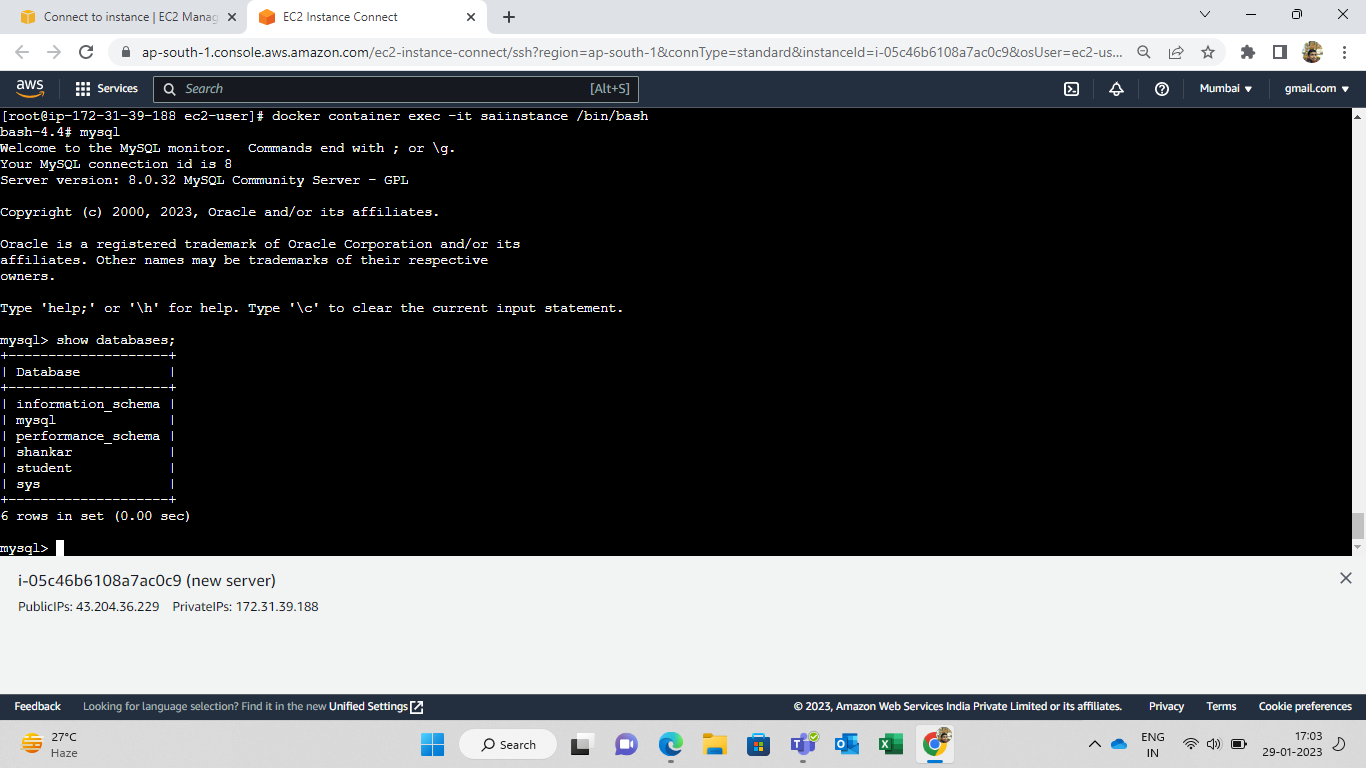 Connect to instance | EC2 Manag
EC2 Instance Connect
ap-south-1.console.aws.amazon.com/ec2-instance-connect/ssh?region=ap-south-1&connType=standard&instanceId=i-05c46b6108a7ac0c9&osUser=ec2-us...
aws
Services
Search
[Alt+S]
Mumbai
gmail.com
[root@ip-172-31-39-188 ec2-user]# docker container exec -it saiinstance /bin/bash
bash-4.4# mysql
Welcome to the MySQL monitor.  Commands end with ; or \g.
Your MySQL connection id is 8
Server version: 8.0.32 MySQL Community Server - GPL
Copyright (c) 2000, 2023, Oracle and/or its affiliates.
Oracle is a registered trademark of Oracle Corporation and/or its
affiliates. Other names may be trademarks of their respective
owners.
Type 'help;' or '\h' for help. Type '\c' to clear the current input statement.
mysql> show databases;
+--------------------+
| Database           |
+--------------------+
| information_schema |
| mysql              |
| performance_schema |
| shankar            |
| student            |
| sys                |
+--------------------+
6 rows in set (0.00 sec)
mysql>
i-05c46b6108a7ac0c9 (new server)
PublicIPs: 43.204.36.229 PrivateIPs: 172.31.39.188
Feedback
Looking for language selection? Find it in the new Unified Settings
© 2023, Amazon Web Services India Private Limited or its affiliates.
Privacy
Terms
Cookie preferences
27°C
Haze
Search
ENG
IN
17:03
29-01-2023